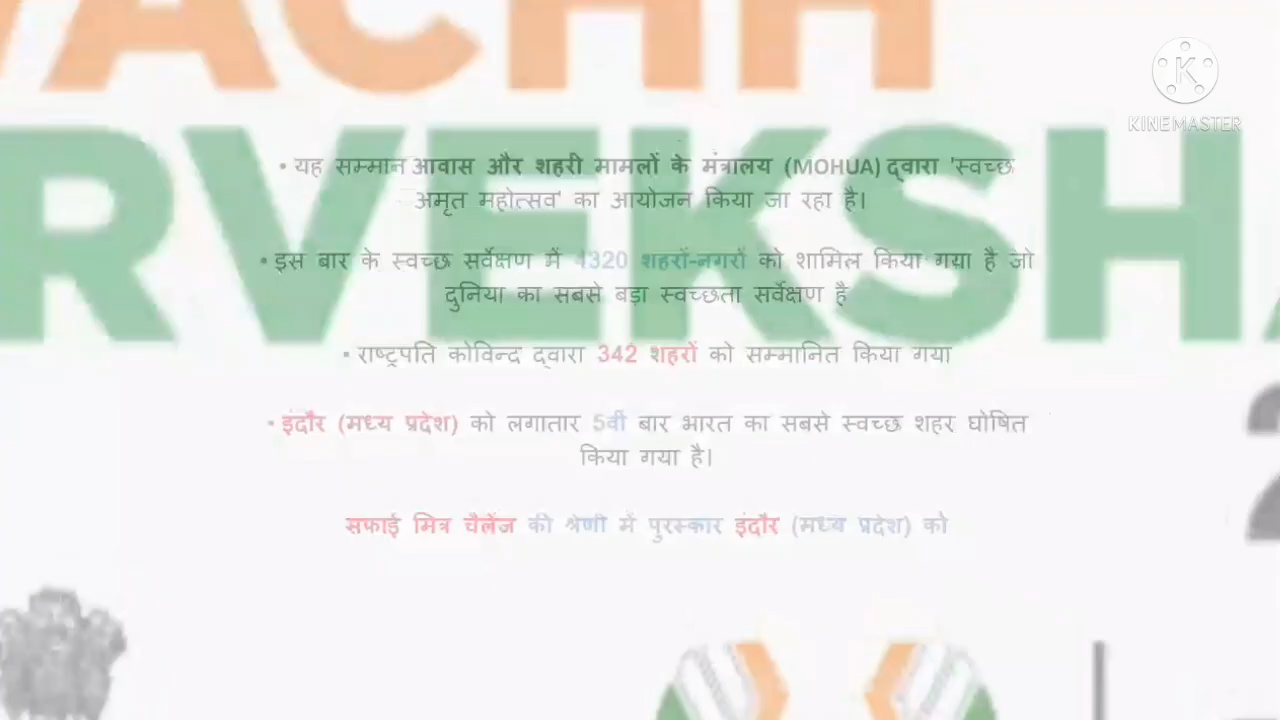 VACHH
KINEMASTER
RVEKSH
• यह सम्मान आवास और शहरी मामलों के मंत्रालय (MOHUA) द्वारा 'स्वच्छ
अमृत महोत्सव' का आयोजन किया जा रहा है।
• इस बार के स्वच्छ सर्वेक्षण में 4320 शहरों-नगरों को शामिल किया गया है जो
दुनिया का सबसे बड़ा स्वच्छता सर्वेक्षण है
• राष्ट्रपति कोविन्द द्वारा 342 शहरों को सम्मानित किया गया
• इंदौर (मध्य प्रदेश) को लगातार 5वीं बार भारत का सबसे स्वच्छ शहर घोषित
किया गया है।
सफाई मित्र चैलेंज की श्रेणी में पुरस्कार इंदौर (मध्य प्रदेश) को